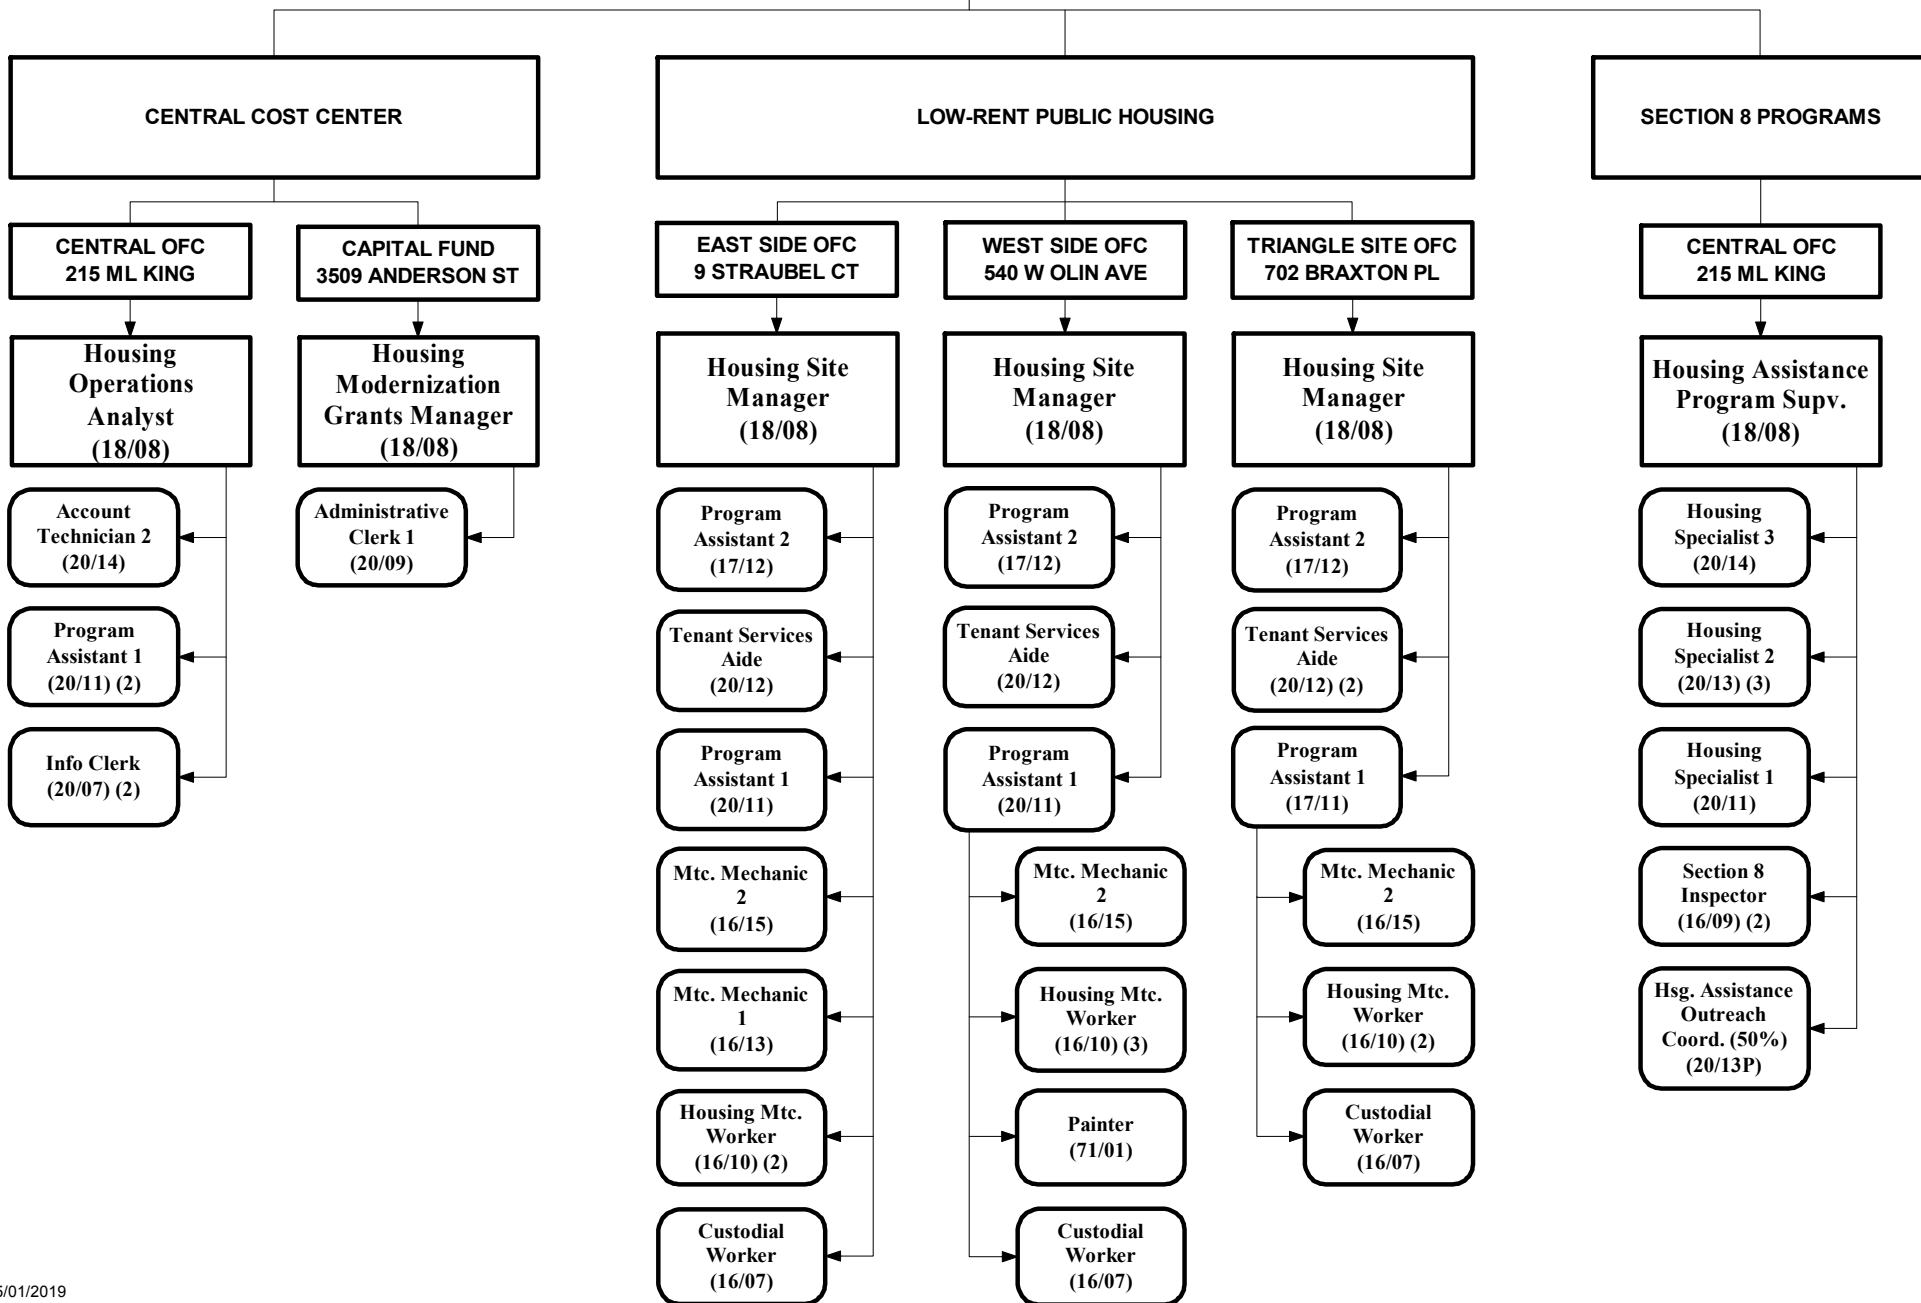 CENTRAL COST CENTER
LOW-RENT PUBLIC HOUSING
SECTION 8 PROGRAMS
CENTRAL OFC
215 ML KING
CAPITAL FUND
3509 ANDERSON ST
EAST SIDE OFC
9 STRAUBEL CT
WEST SIDE OFC
540 W OLIN AVE
TRIANGLE SITE OFC
702 BRAXTON PL
CENTRAL OFC
215 ML KING
Housing
Operations
Analyst
(18/08)
Housing
Modernization
Grants Manager
(18/08)
Housing Site
Manager
(18/08)
Housing Site
Manager
(18/08)
Housing Site
Manager
(18/08)
Housing Assistance
Program Supv.
(18/08)
Account
Technician 2
(20/14)
Program
Assistant 1
(20/11) (2)
Info Clerk
(20/07) (2)
Administrative
Clerk 1
(20/09)
Program
Assistant 2
(17/12)
Tenant Services
Aide
(20/12)
Program
Assistant 1
(20/11)
Mtc. Mechanic
2
(16/15)
Mtc. Mechanic
1
(16/13)
Housing Mtc.
Worker
(16/10) (2)
Custodial
Worker
(16/07)
Program
Assistant 2
(17/12)
Tenant Services
Aide
(20/12)
Program
Assistant 1
(20/11)
Mtc. Mechanic
2
(16/15)
Housing Mtc.
Worker
(16/10) (3)
Painter
(71/01)
Custodial
Worker
(16/07)
Program
Assistant 2
(17/12)
Tenant Services
Aide
(20/12) (2)
Program
Assistant 1
(17/11)
Mtc. Mechanic
2
(16/15)
Housing Mtc.
Worker
(16/10) (2)
Custodial
Worker
(16/07)
Housing
Specialist 3
(20/14)
Housing
Specialist 2
(20/13) (3)
Housing
Specialist 1
(20/11)
Section 8
Inspector
(16/09) (2)
Hsg. Assistance
Outreach
Coord. (50%)
(20/13P)
5/01/2019